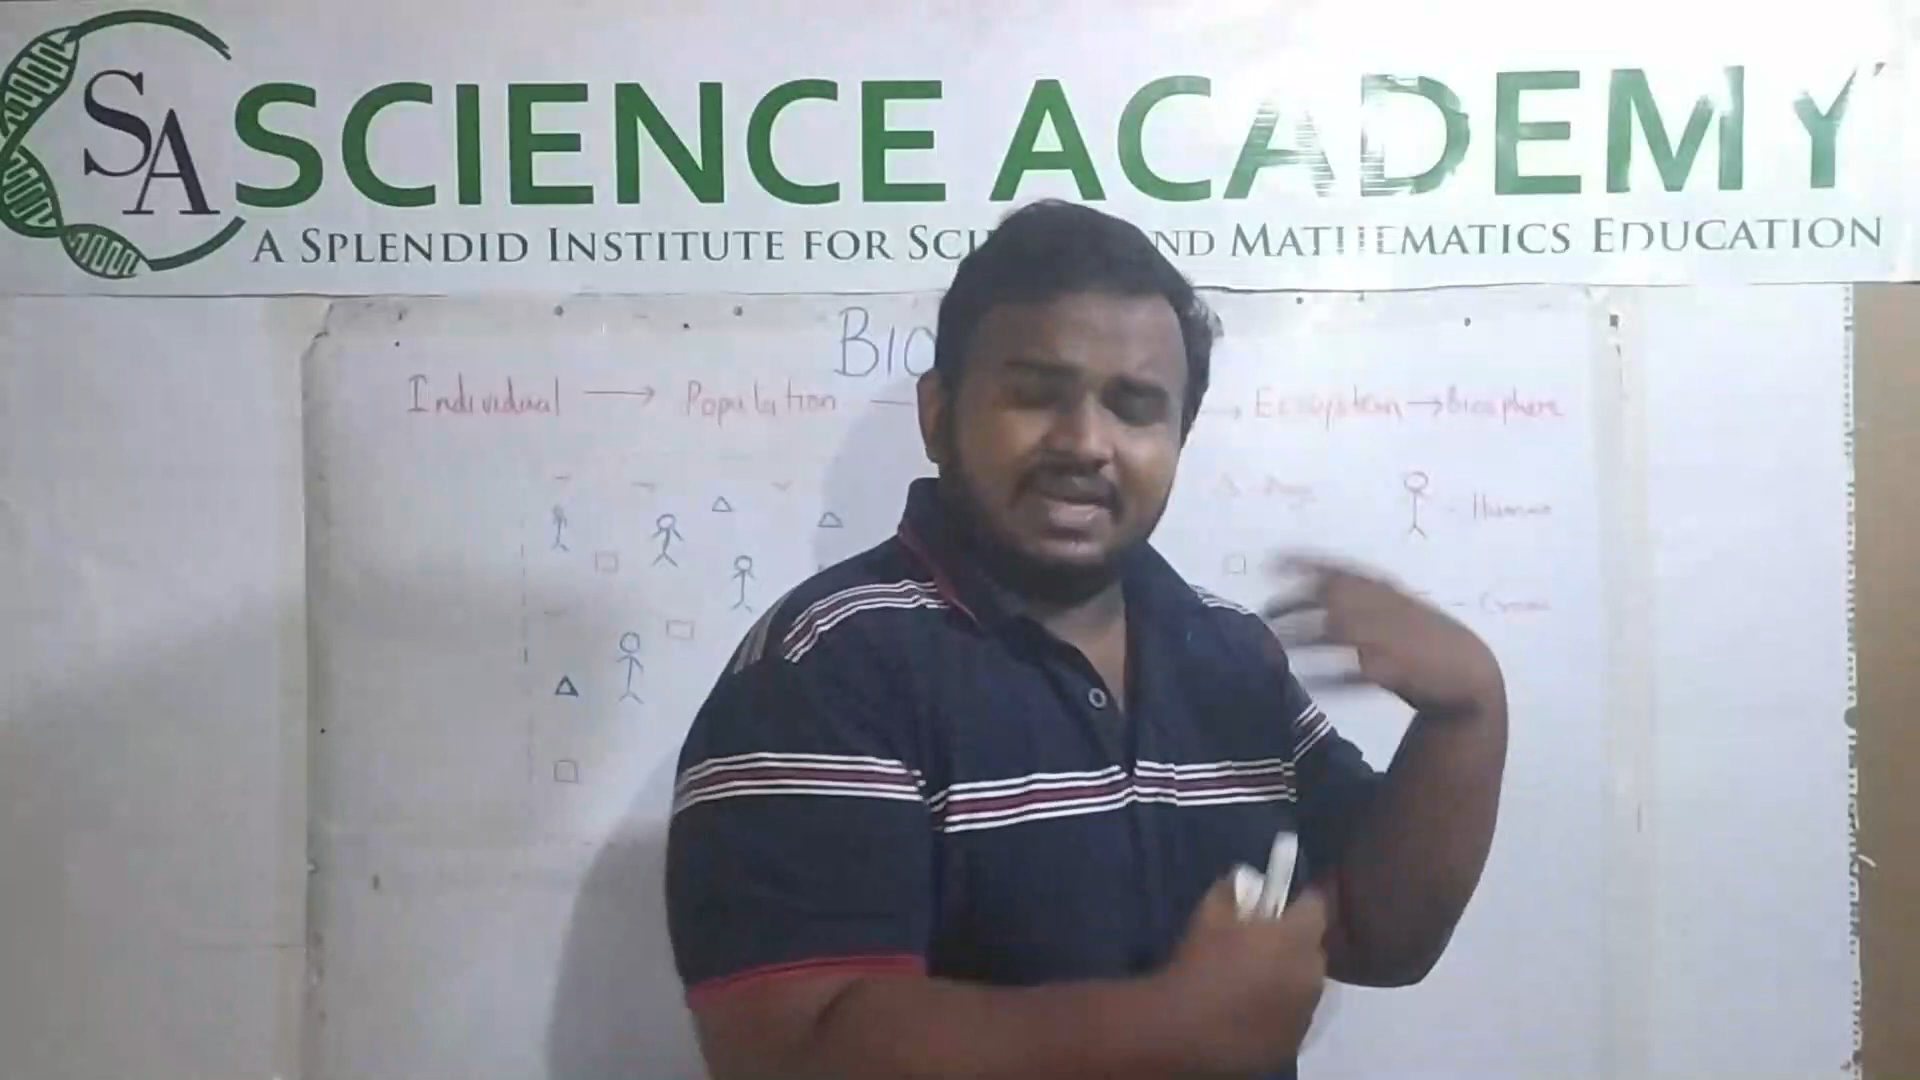 SA SCIENCE ACADEMY
A SPLENDID INSTITUTE FOR SCI ND MATHEMATICS EDUCATION
BIO
Individual → Population — → Ecosystem → Biosphere
Human